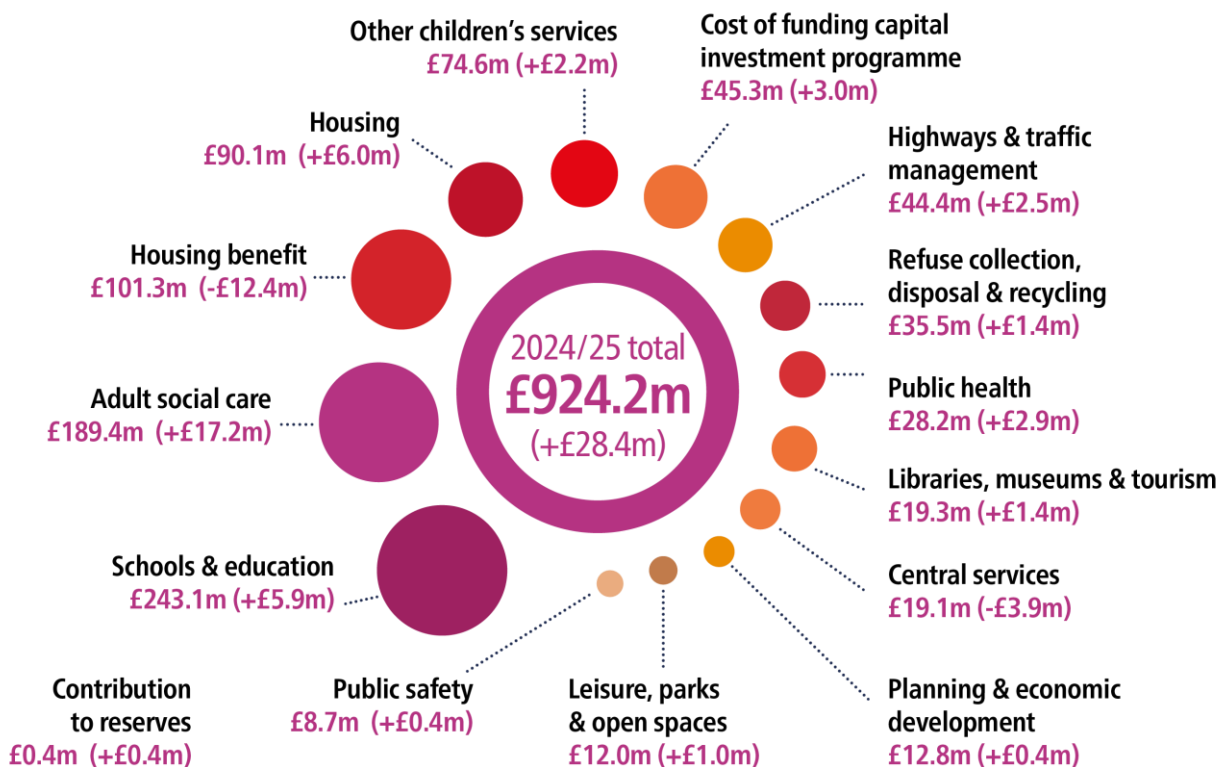 Other children's services
£74.6m (+£2.2m)
Cost of funding capital
investment programme
£45.3m (+3.0m)
Housing
£90.1m  (+£6.0m)
Highways & traffic
management
£44.4m (+£2.5m)
Housing benefit
£101.3m  (-£12.4m)
Refuse collection,
disposal & recycling
£35.5m (+£1.4m)
2024/25 total
£924.2m
(+£28.4m)
Adult social care
£189.4m  (+£17.2m)
Public health
£28.2m (+£2.9m)
Libraries, museums & tourism
£19.3m (+£1.4m)
Schools & education
£243.1m (+£5.9m)
Central services
£19.1m (-£3.9m)
Contribution
to reserves
£0.4m  (+£0.4m)
Public safety
£8.7m  (+£0.4m)
Leisure, parks
& open spaces
£12.0m (+£1.0m)
Planning & economic
development
£12.8m (+£0.4m)